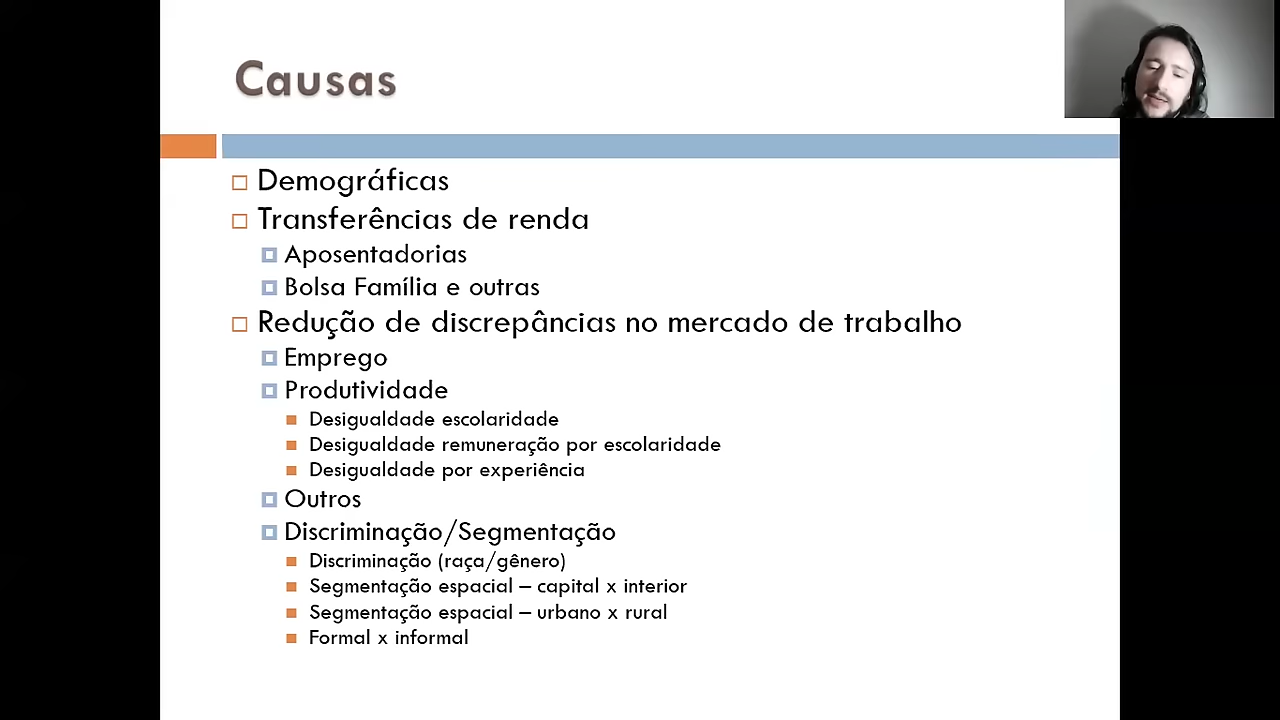 Causas
Demográficas
Transferências de renda
Aposentadorias
Bolsa Família e outras
Redução de discrepâncias no mercado de trabalho
Emprego
Produtividade
Desigualdade escolaridade
Desigualdade remuneração por escolaridade
Desigualdade por experiência
Outros
Discriminação/Segmentação
Discriminação (raça/gênero)
Segmentação espacial – capital x interior
Segmentação espacial – urbano x rural
Formal x informal